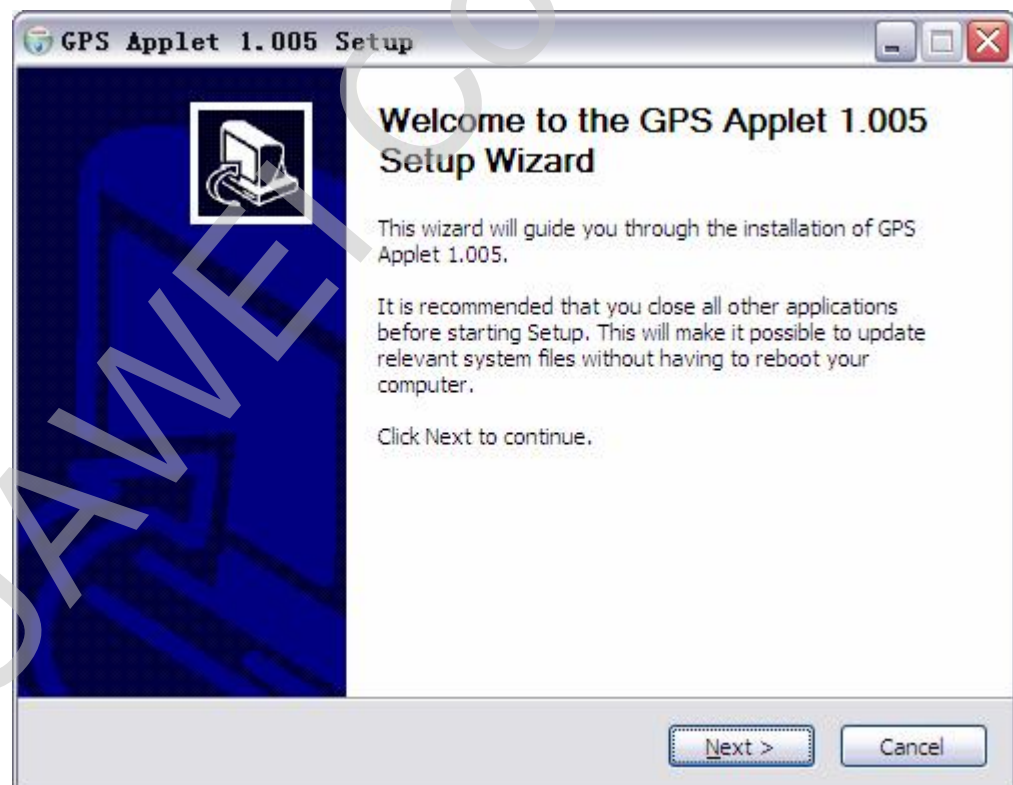 GPS Applet 1.005 Setup
Welcome to the GPS Applet 1.005
Setup Wizard
This wizard will guide you through the installation of GPS
Applet 1.005.
It is recommended that you close all other applications
before starting Setup. This will make it possible to update
relevant system files without having to reboot your
computer.
Click Next to continue.
Next >
Cancel